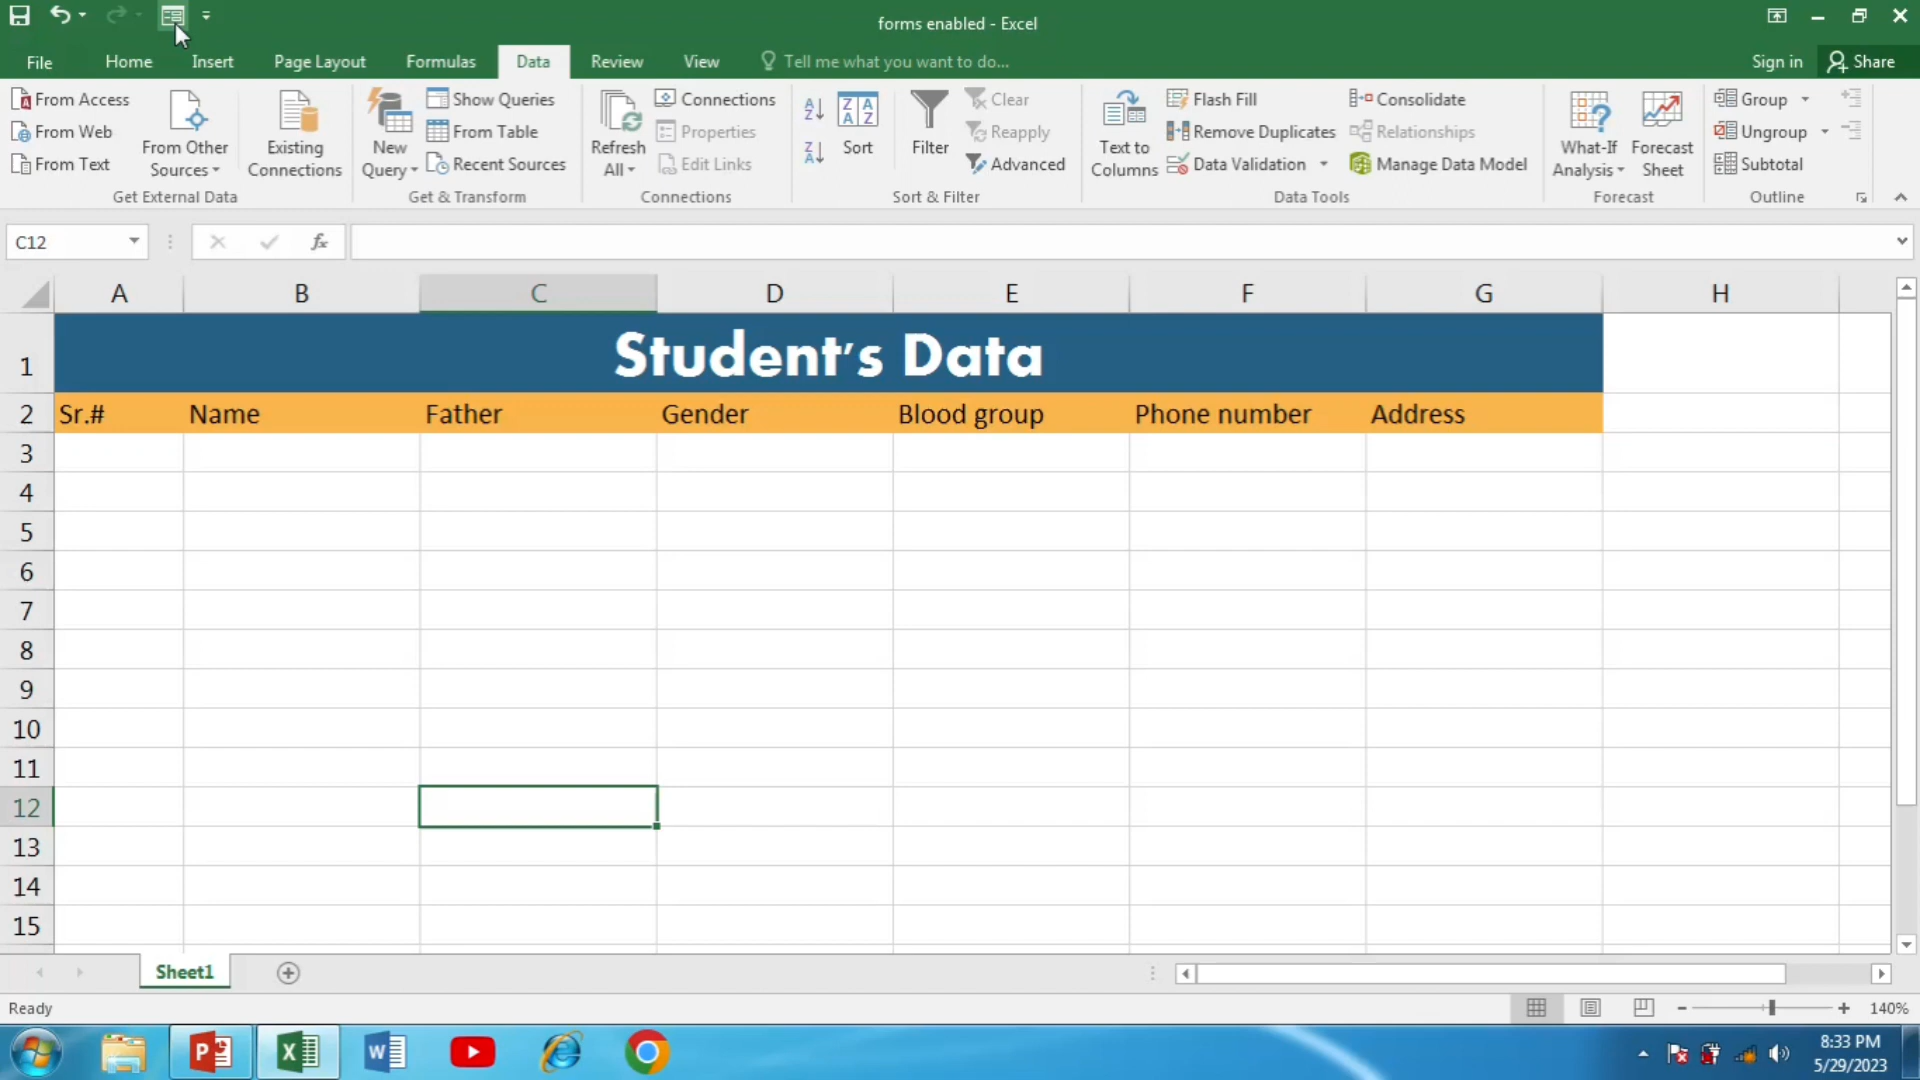 forms enabled - Excel
File Home Insert Page Layout Formulas Data Review View Tell me what you want to do... Sign in Share
From Access
From Web
From Text
From Other Sources
Existing Connections
Get External Data
New Query
Show Queries
From Table
Recent Sources
Get & Transform
Refresh All
Connections
Properties
Edit Links
Connections
Sort
Filter
Clear
Reapply
Advanced
Sort & Filter
Text to Columns
Flash Fill
Remove Duplicates
Data Validation
Consolidate
Relationships
Manage Data Model
Data Tools
What-If Analysis
Forecast Sheet
Forecast
Group
Ungroup
Subtotal
Outline
C12 fx
A B C D E F G H
1 Student's Data
2 Sr.# Name Father Gender Blood group Phone number Address
3
4
5
6
7
8
9
10
11
12
13
14
15
Sheet1
Ready 140%
8:33 PM
5/29/2023